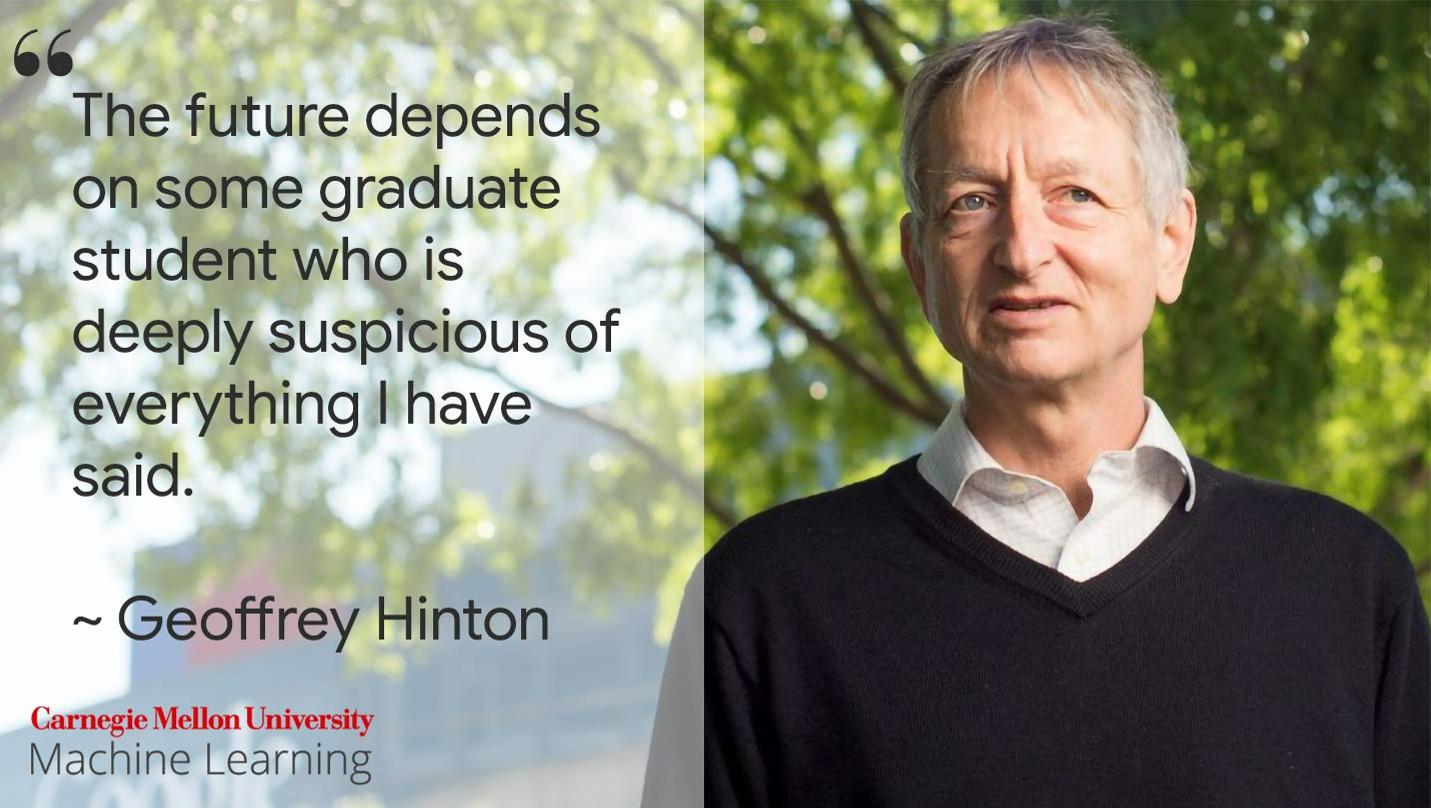 “
The future depends
on some graduate
student who is
deeply suspicious of
everything I have
said.
~ Geoffrey Hinton
Carnegie Mellon University
Machine Learning